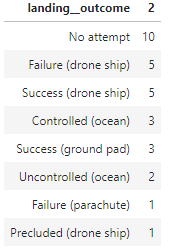 landing__outcome 2
No attempt 10
Failure (drone ship) 5
Success (drone ship) 5
Controlled (ocean) 3
Success (ground pad) 3
Uncontrolled (ocean) 2
Failure (parachute) 1
Precluded (drone ship) 1